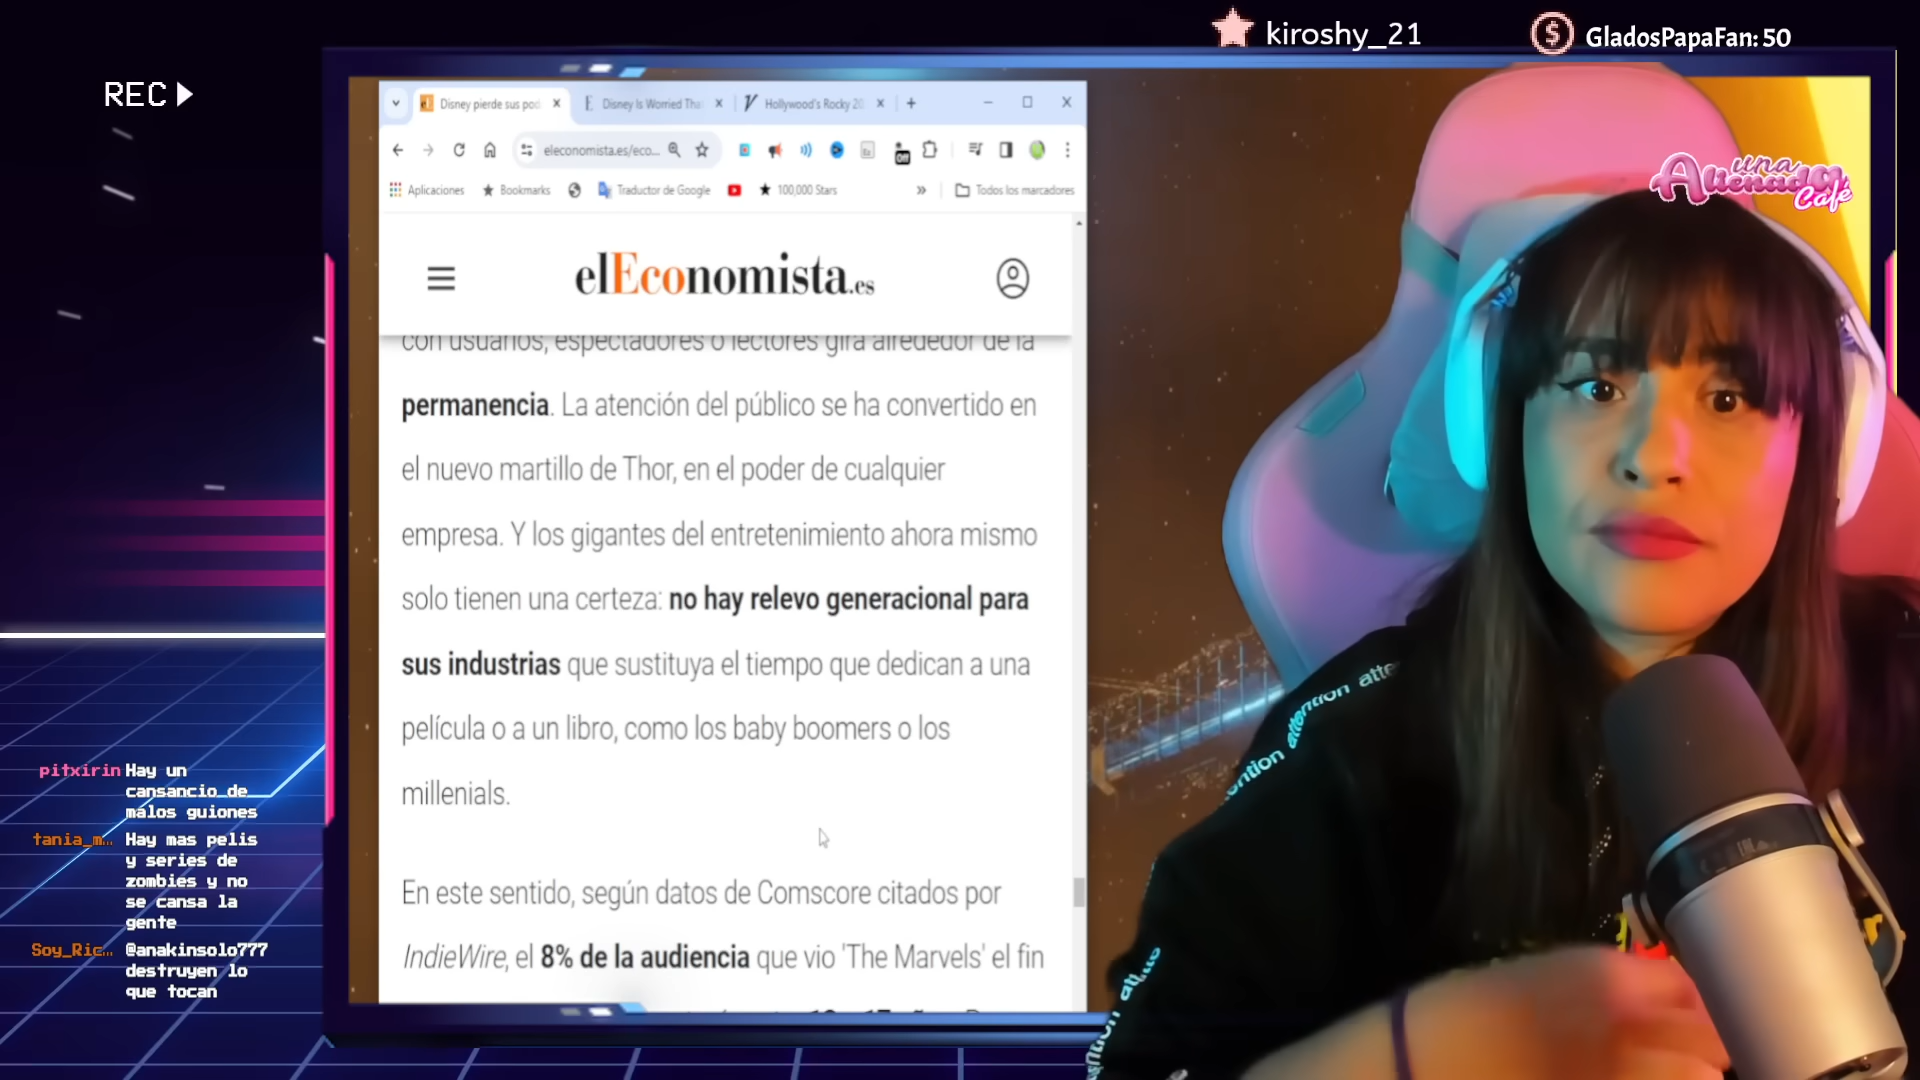 kiroshy_21
GladosPapaFan: 50
REC
una
Alienada
Café
Disney pierde sus pod
Disney Is Worried Tha
Hollywood's Rocky 20
eleconomista.es/eco...
Off
Aplicaciones
Bookmarks
Traductor de Google
100,000 Stars
Todos los marcadores
elEconomista.es
con usuarios, espectadores o lectores gira alrededor de la
permanencia. La atención del público se ha convertido en
el nuevo martillo de Thor, en el poder de cualquier
empresa. Y los gigantes del entretenimiento ahora mismo
solo tienen una certeza: no hay relevo generacional para
sus industrias que sustituya el tiempo que dedican a una
película o a un libro, como los baby boomers o los
millenials.
En este sentido, según datos de Comscore citados por
IndieWire, el 8% de la audiencia que vio 'The Marvels' el fin
pitxirin Hay un
cansancio de
malos guiones
tania_m... Hay mas pelis
y series de
zombies y no
se cansa la
gente
Soy_Ric... @anakinsolo777
destruyen lo
que tocan
ention attention atte